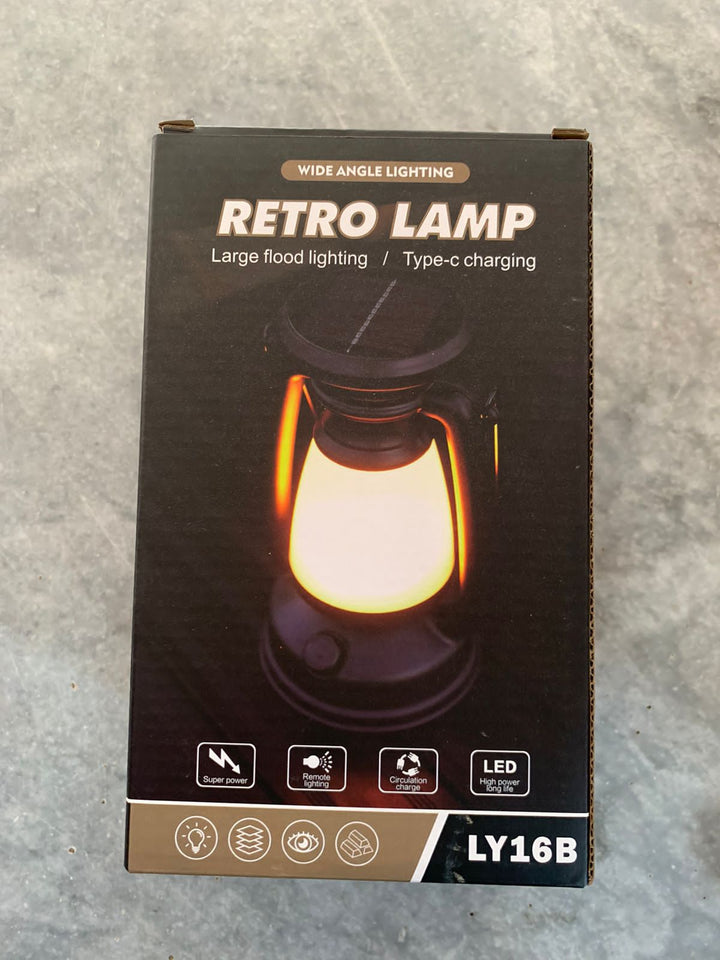 WIDE ANGLE LIGHTING
RETRO LAMP
Large flood lighting / Type-c charging
Super power
Remote
lighting
Circulation
charge
LED
High power
long life
LY16B